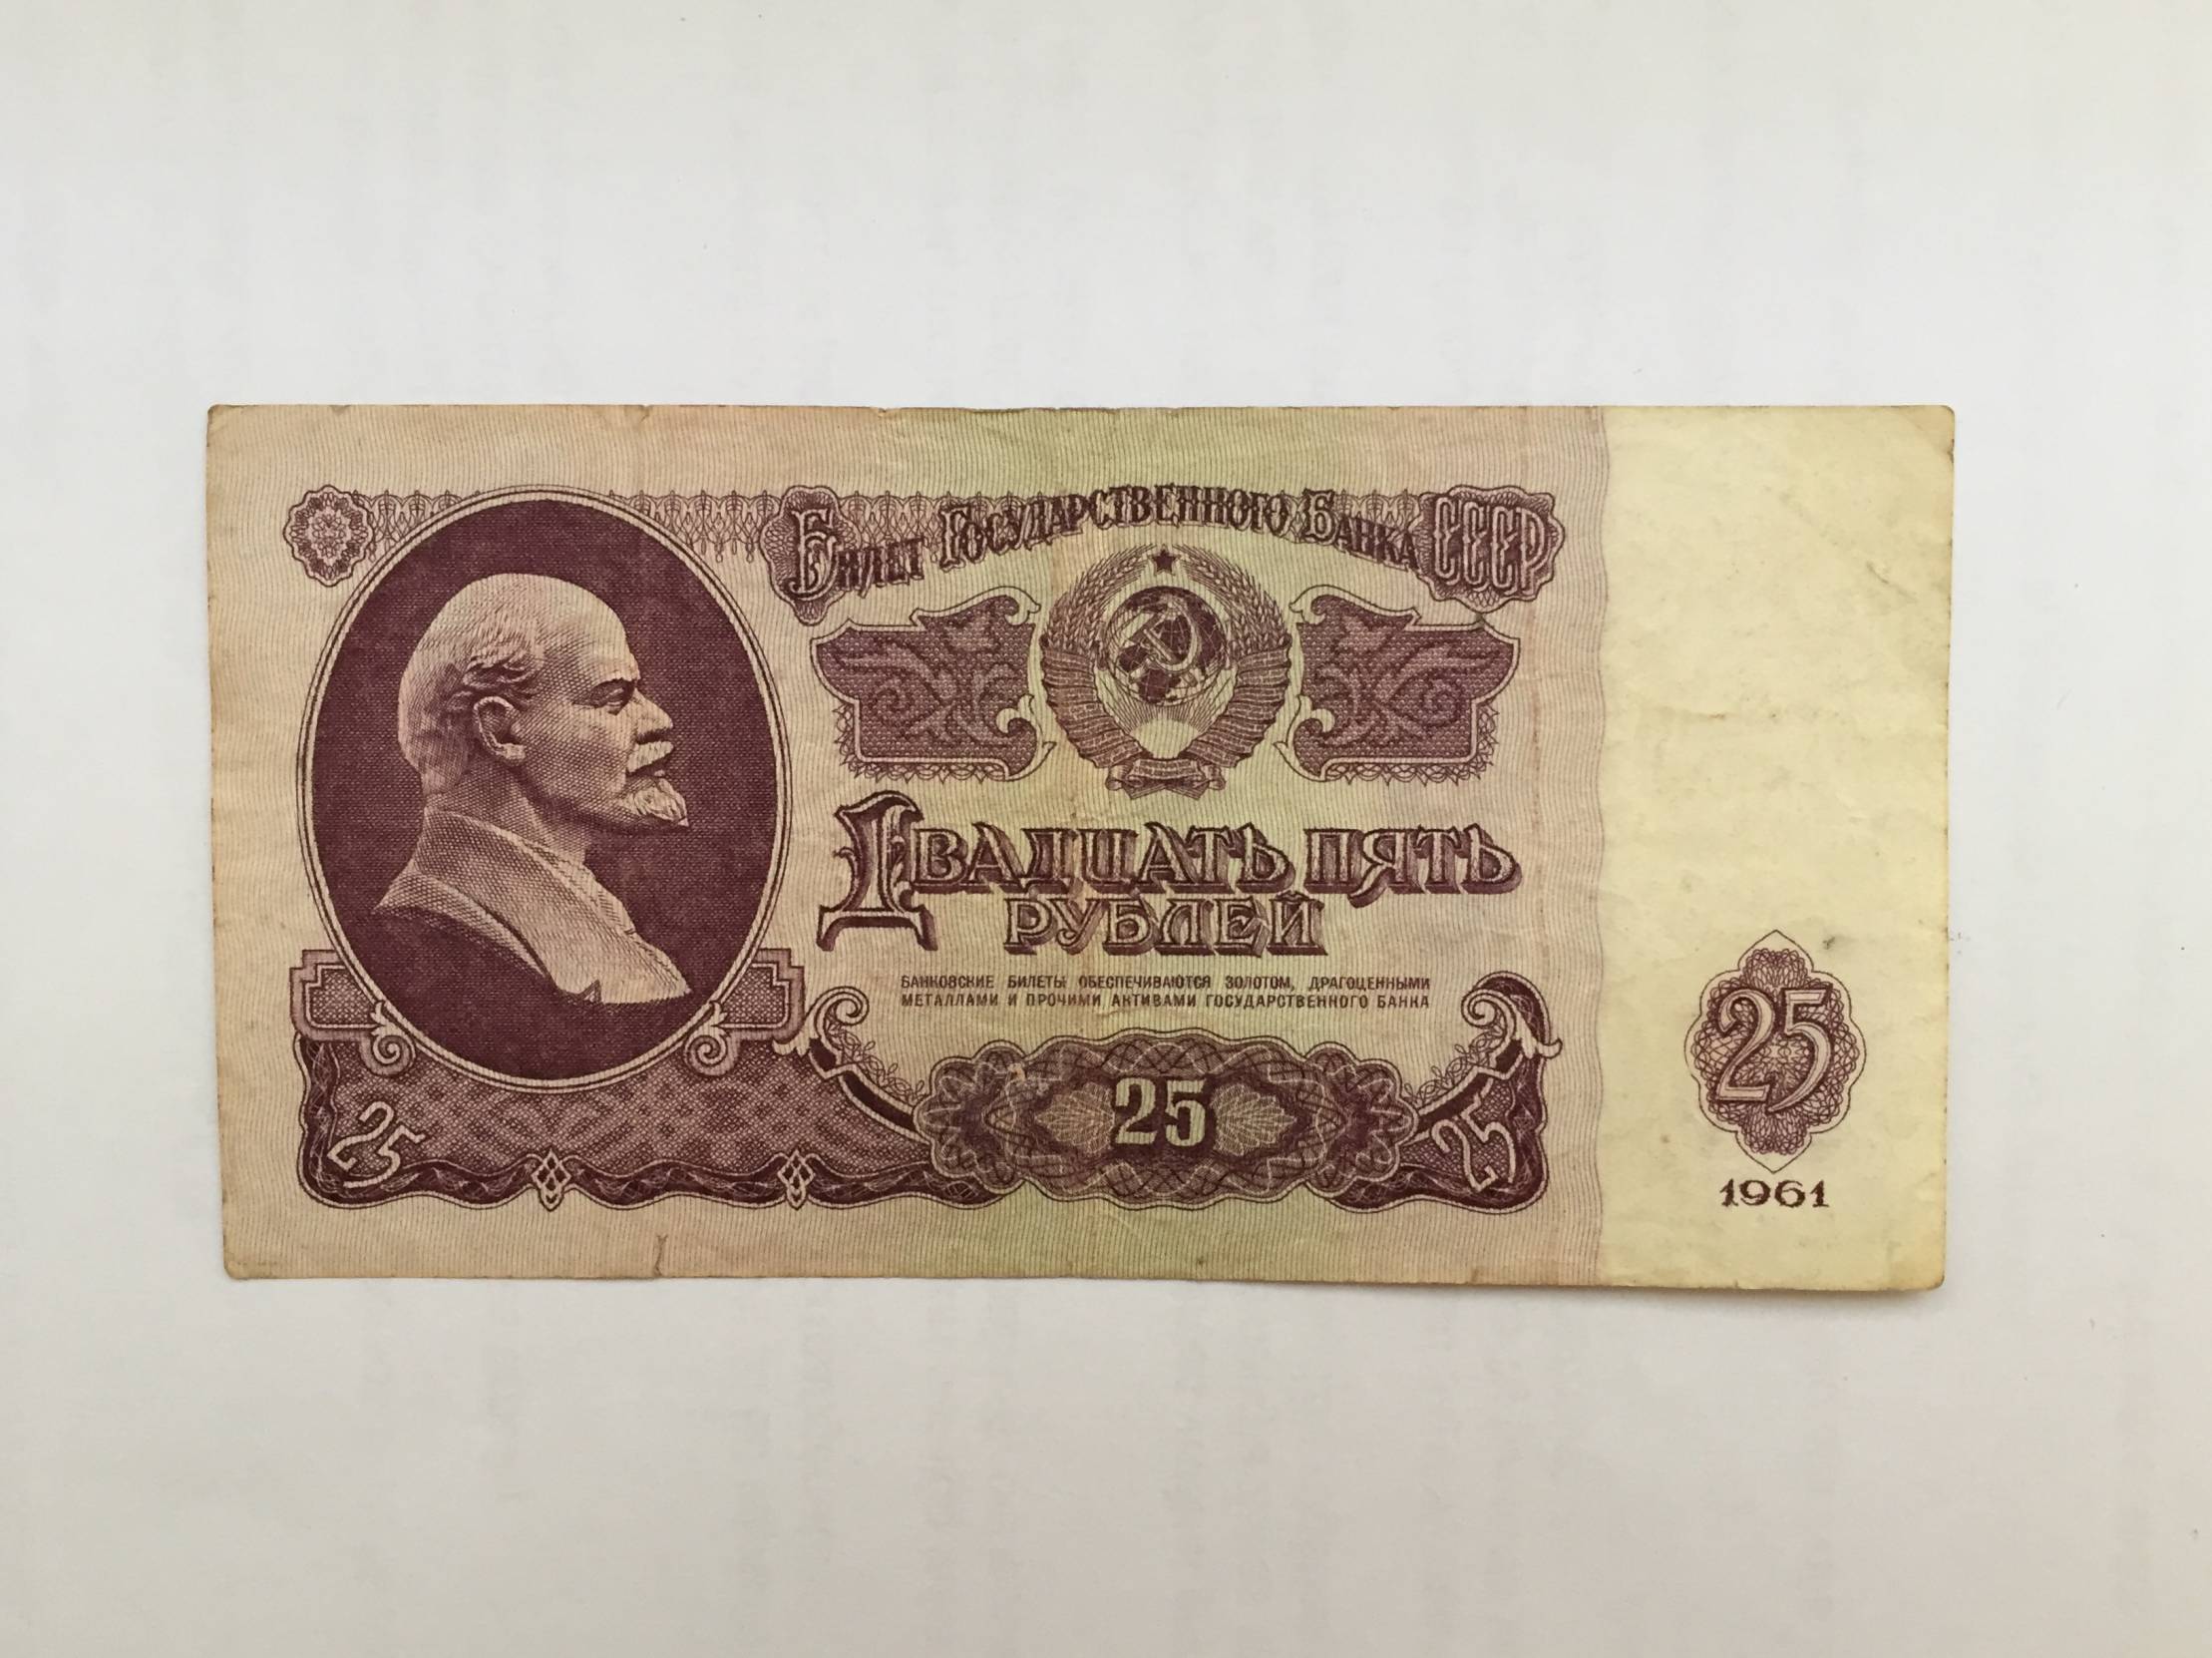 Билет Государственного Банка СССР
Двадцать пять
рублей
БАНКОВСКИЕ БИЛЕТЫ ОБЕСПЕЧИВАЮТСЯ ЗОЛОТОМ, ДРАГОЦЕННЫМИ
МЕТАЛЛАМИ И ПРОЧИМИ АКТИВАМИ ГОСУДАРСТВЕННОГО БАНКА
25
25
25
25
1961